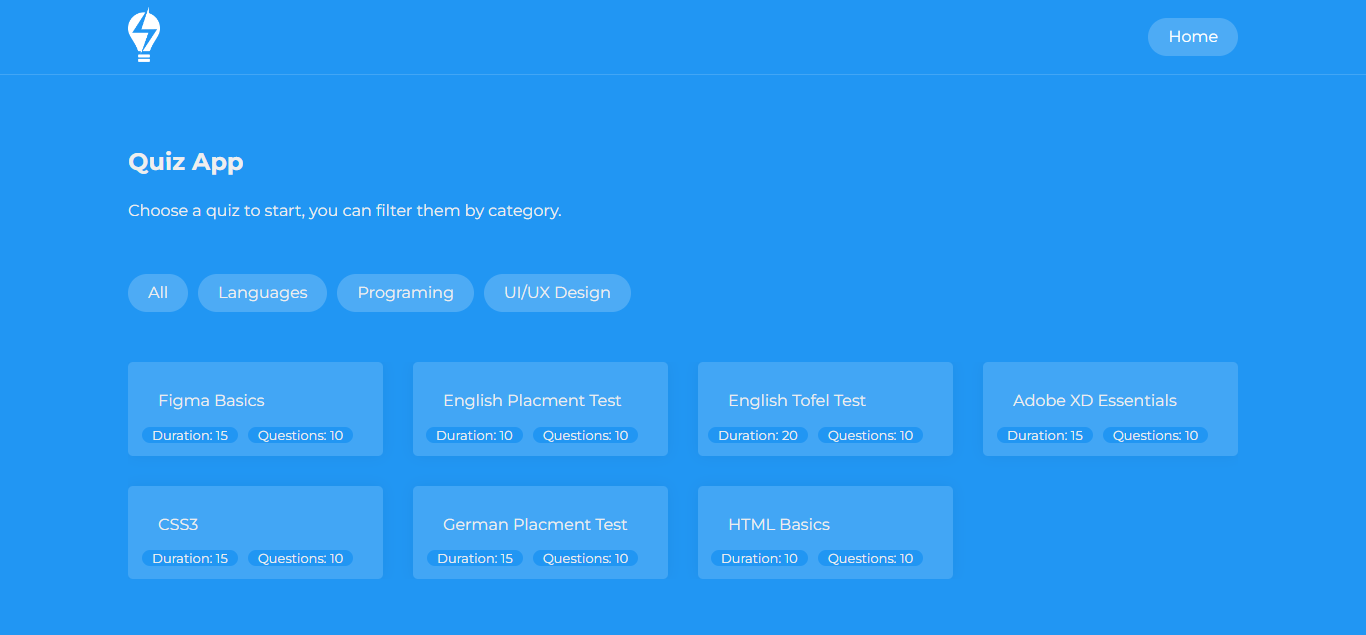 Home
Quiz App
Choose a quiz to start, you can filter them by category.
All Languages Programing UI/UX Design
Figma Basics
Duration: 15 Questions: 10
English Placment Test
Duration: 10 Questions: 10
English Tofel Test
Duration: 20 Questions: 10
Adobe XD Essentials
Duration: 15 Questions: 10
CSS3
Duration: 15 Questions: 10
German Placment Test
Duration: 15 Questions: 10
HTML Basics
Duration: 10 Questions: 10